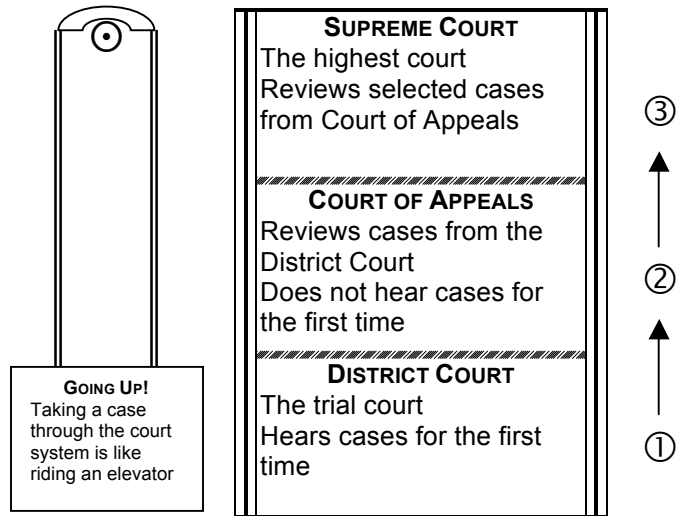 SUPREME COURT
The highest court
Reviews selected cases
from Court of Appeals
③
COURT OF APPEALS
Reviews cases from the
District Court
Does not hear cases for
the first time
②
DISTRICT COURT
The trial court
Hears cases for the first
time
①
GOING UP!
Taking a case
through the court
system is like
riding an elevator